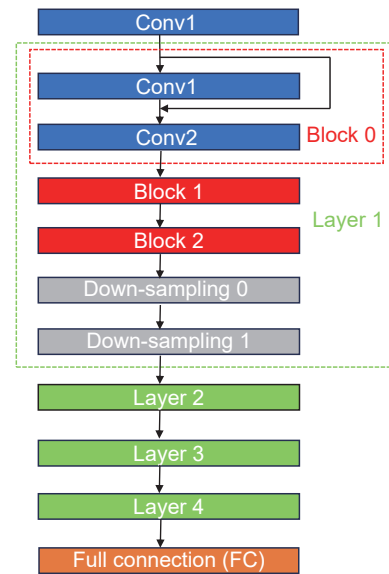 Conv1
Conv1
Conv2
Block 0
Block 1
Layer 1
Block 2
Down-sampling 0
Down-sampling 1
Layer 2
Layer 3
Layer 4
Full connection (FC)